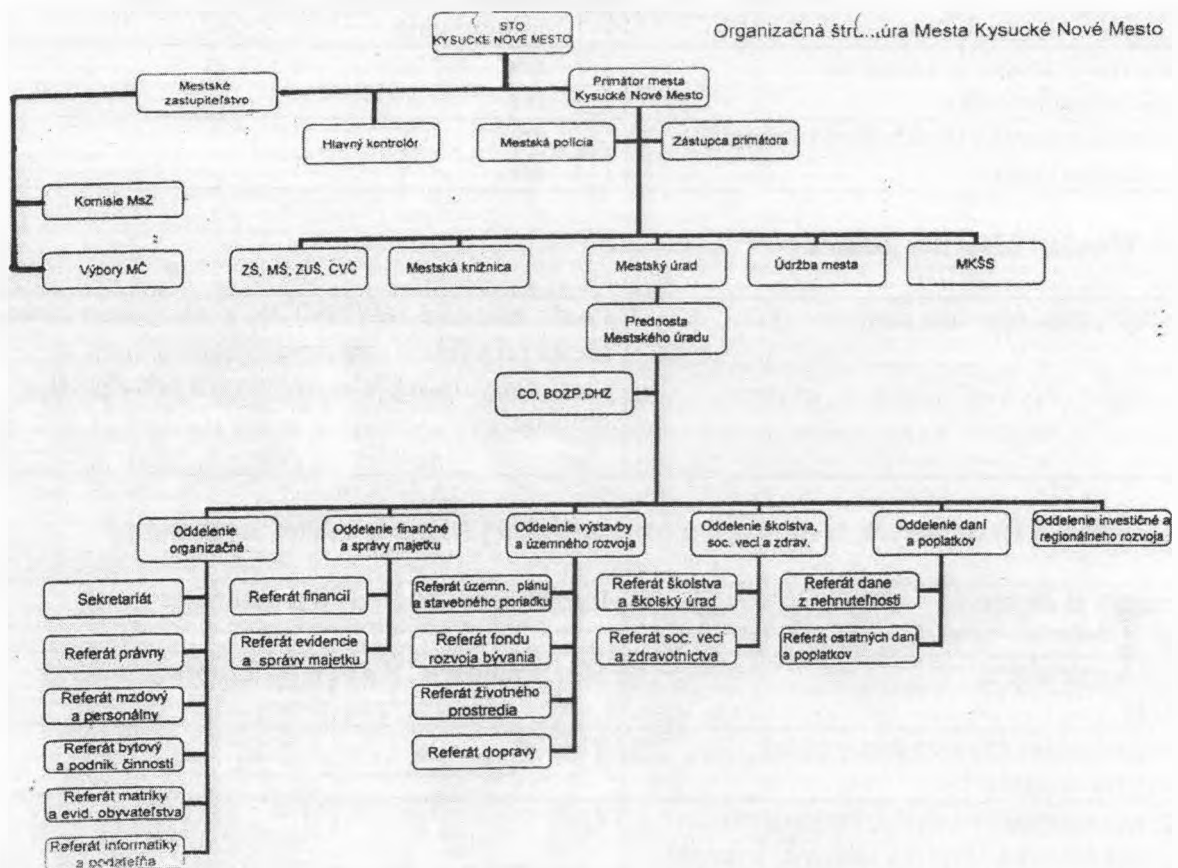 STO
KYSUCKÉ NOVÉ MESTO
Organizačná Mesta Kysucké Nové Mesto
Mestské
zastupiteľstvo
Primátor mesta
Kysucké Nové Mesto
Hlavný kontrolór
Mestská polícia
Zástupca primátora
Komisie MsZ
Výbory MČ
ZŠ, MŠ, ZUŠ, CVČ
Mestská knižnica
Mestský úrad
Údržba mesta
MKŠS
Prednosta
Mestského úradu
CO, BOZP,DHZ
Oddelenie
organizačné
Oddelenie finančné
a správy majetku
Oddelenie výstavby
a územného rozvoja
Oddelenie školstva,
soc. vecí a zdrav.
Oddelenie daní
a poplatkov
Oddelenie investičné a
regionálneho rozvoja
Sekretariát
Referát právny
Referát mzdový
a personálny
Referát bytový
a podnik. činností
Referát matriky
a evid. obyvateľstva
Referát informatiky
a podateľňa
Referát financií
Referát evidencie
a správy majetku
Referát územn. plánu
a stavebného poriadku
Referát fondu
rozvoja bývania
Referát životného
prostredia
Referát dopravy
Referát školstva
a školský úrad
Referát soc. vecí
a zdravotníctva
Referát dane
z nehnuteľností
Referát ostatných daní
a poplatkov